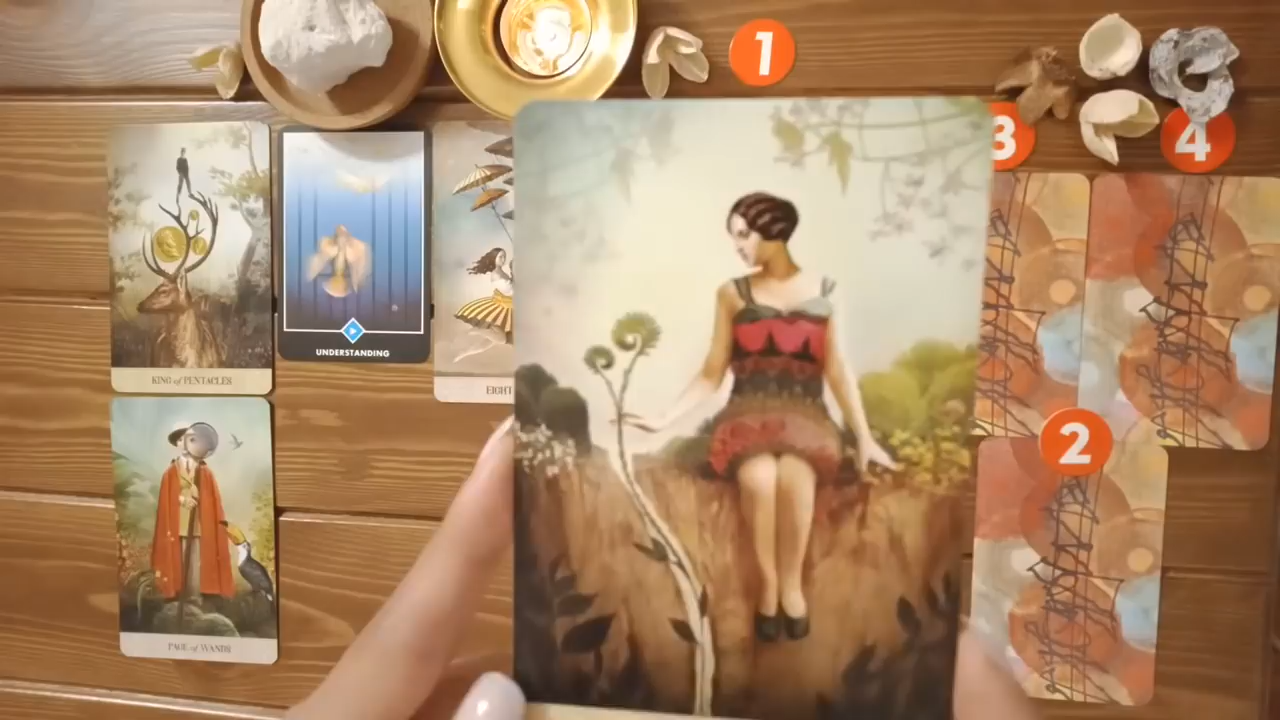 1
3
4
KING of PENTACLES
UNDERSTANDING
EIGHT
2
PAGE of WANDS